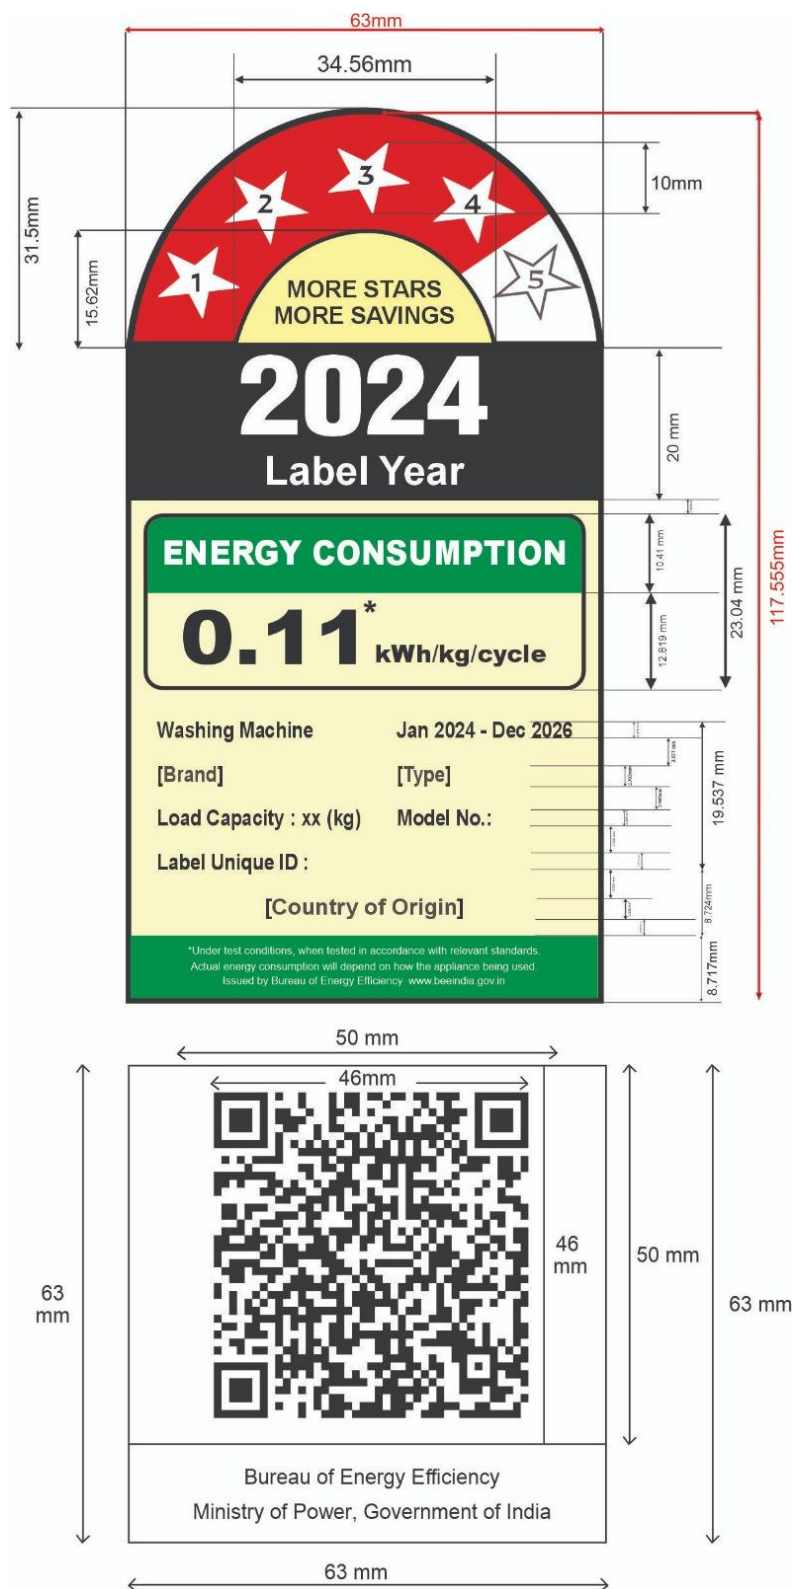 63mm
34.56mm
31.5mm
15.62mm
10mm
1
2
3
4
5
MORE STARS
MORE SAVINGS
2024
Label Year
20 mm
117.555mm
ENERGY CONSUMPTION
0.11*
kWh/kg/cycle
10.41 mm
12.819 mm
23.04 mm
Washing Machine Jan 2024 - Dec 2026
[Brand] [Type]
Load Capacity : xx (kg) Model No.:
Label Unique ID :
[Country of Origin]
19.537 mm
8.724mm
8.717mm
*Under test conditions, when tested in accordance with relevant standards.
Actual energy consumption will depend on how the appliance being used.
Issued by Bureau of Energy Efficiency www.beeindia.gov.in
50 mm
46mm
46
mm
50 mm
63
mm
63 mm
Bureau of Energy Efficiency
Ministry of Power, Government of India
63 mm